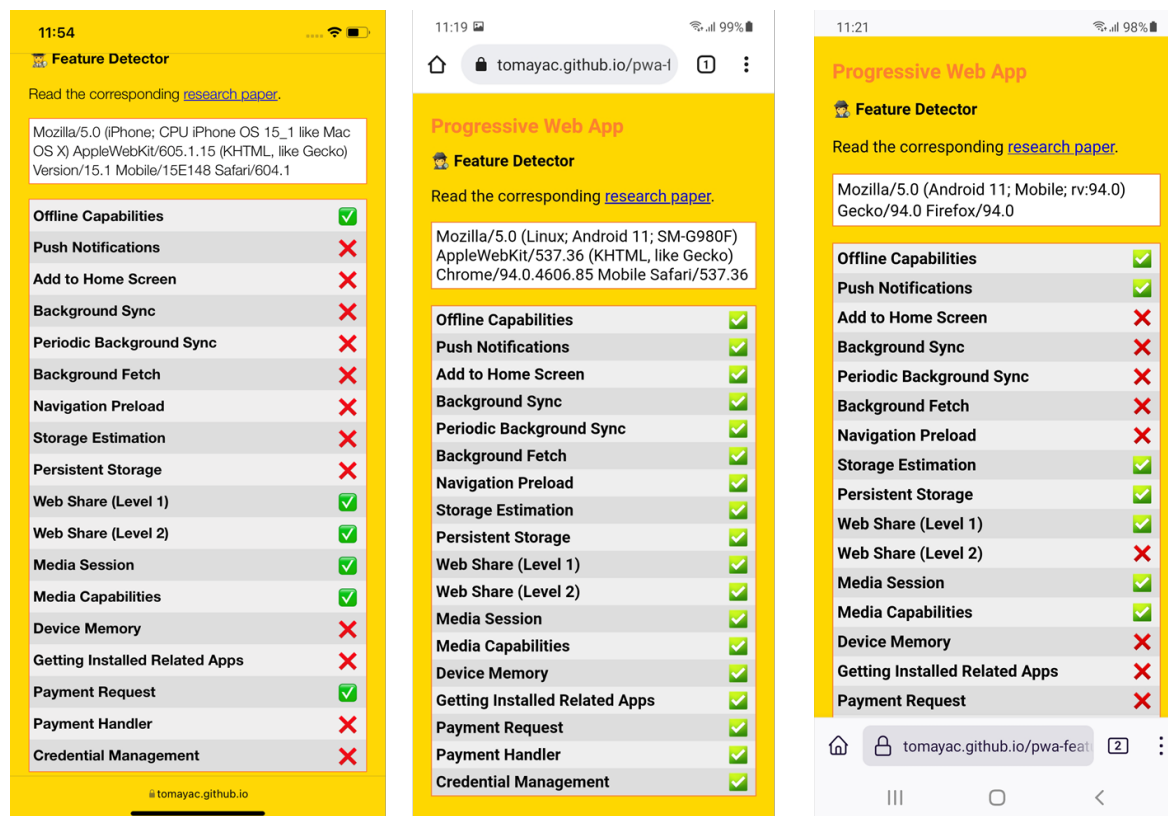 11:54
🕵️ Feature Detector
Read the corresponding research paper.
Mozilla/5.0 (iPhone; CPU iPhone OS 15_1 like Mac
OS X) AppleWebKit/605.1.15 (KHTML, like Gecko)
Version/15.1 Mobile/15E148 Safari/604.1
Offline Capabilities ✅
Push Notifications ❌
Add to Home Screen ❌
Background Sync ❌
Periodic Background Sync ❌
Background Fetch ❌
Navigation Preload ❌
Storage Estimation ❌
Persistent Storage ❌
Web Share (Level 1) ✅
Web Share (Level 2) ✅
Media Session ✅
Media Capabilities ✅
Device Memory ❌
Getting Installed Related Apps ❌
Payment Request ✅
Payment Handler ❌
Credential Management ❌
tomayac.github.io
11:19 99%
tomayac.github.io/pwa-f 1
Progressive Web App
🕵️ Feature Detector
Read the corresponding research paper.
Mozilla/5.0 (Linux; Android 11; SM-G980F)
AppleWebKit/537.36 (KHTML, like Gecko)
Chrome/94.0.4606.85 Mobile Safari/537.36
Offline Capabilities ✅
Push Notifications ✅
Add to Home Screen ✅
Background Sync ✅
Periodic Background Sync ✅
Background Fetch ✅
Navigation Preload ✅
Storage Estimation ✅
Persistent Storage ✅
Web Share (Level 1) ✅
Web Share (Level 2) ✅
Media Session ✅
Media Capabilities ✅
Device Memory ✅
Getting Installed Related Apps ✅
Payment Request ✅
Payment Handler ✅
Credential Management ✅
11:21 98%
Progressive Web App
🕵️ Feature Detector
Read the corresponding research paper.
Mozilla/5.0 (Android 11; Mobile; rv:94.0)
Gecko/94.0 Firefox/94.0
Offline Capabilities ✅
Push Notifications ✅
Add to Home Screen ❌
Background Sync ❌
Periodic Background Sync ❌
Background Fetch ❌
Navigation Preload ❌
Storage Estimation ✅
Persistent Storage ✅
Web Share (Level 1) ✅
Web Share (Level 2) ❌
Media Session ✅
Media Capabilities ✅
Device Memory ❌
Getting Installed Related Apps ❌
Payment Request ❌
tomayac.github.io/pwa-feat 2